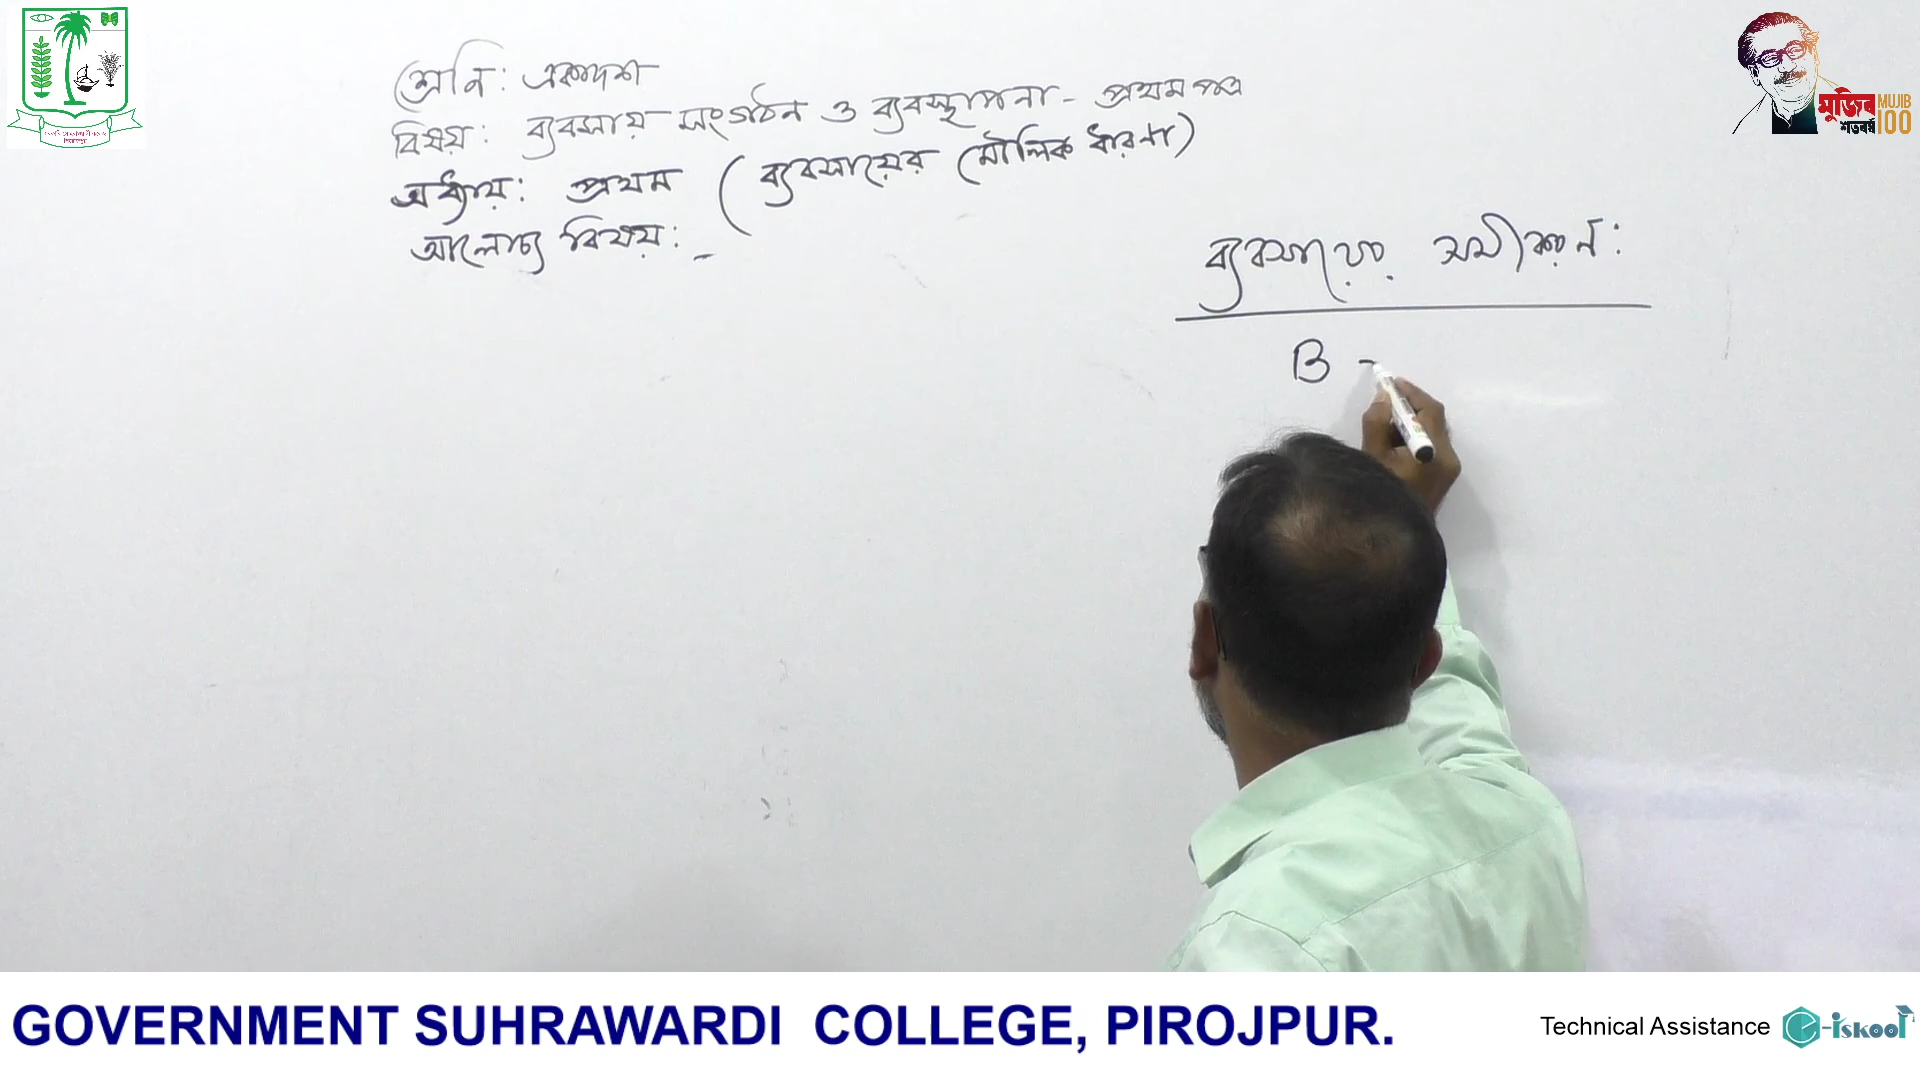 শ্রেনি: একাদশ
বিষয়: ব্যবসায় সংগঠন ও ব্যবস্থাপনা - প্রথম পত্র
অধ্যায়: প্রথম (ব্যবসায়ের মৌলিক ধারণা)
আলোচ্য বিষয়: -
ব্যবসায়ের সমীকরন:
B -
মুজিব শতবর্ষ
MUJIB 100
GOVERNMENT SUHRAWARDI COLLEGE, PIROJPUR.
Technical Assistance e-iskool